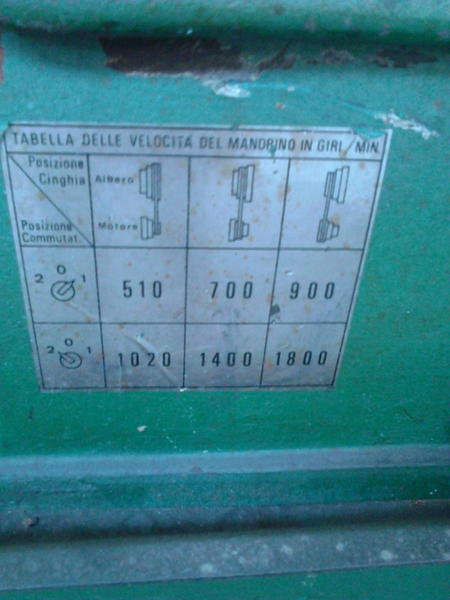 TABELLA DELLE VELOCITA DEL MANDRINO IN GIRI / MIN.
Posizione
Cinghia
Albero
Posizione
Commutat.
Motore
2 0 1
510 700 900
2 0 1
1020 1400 1800